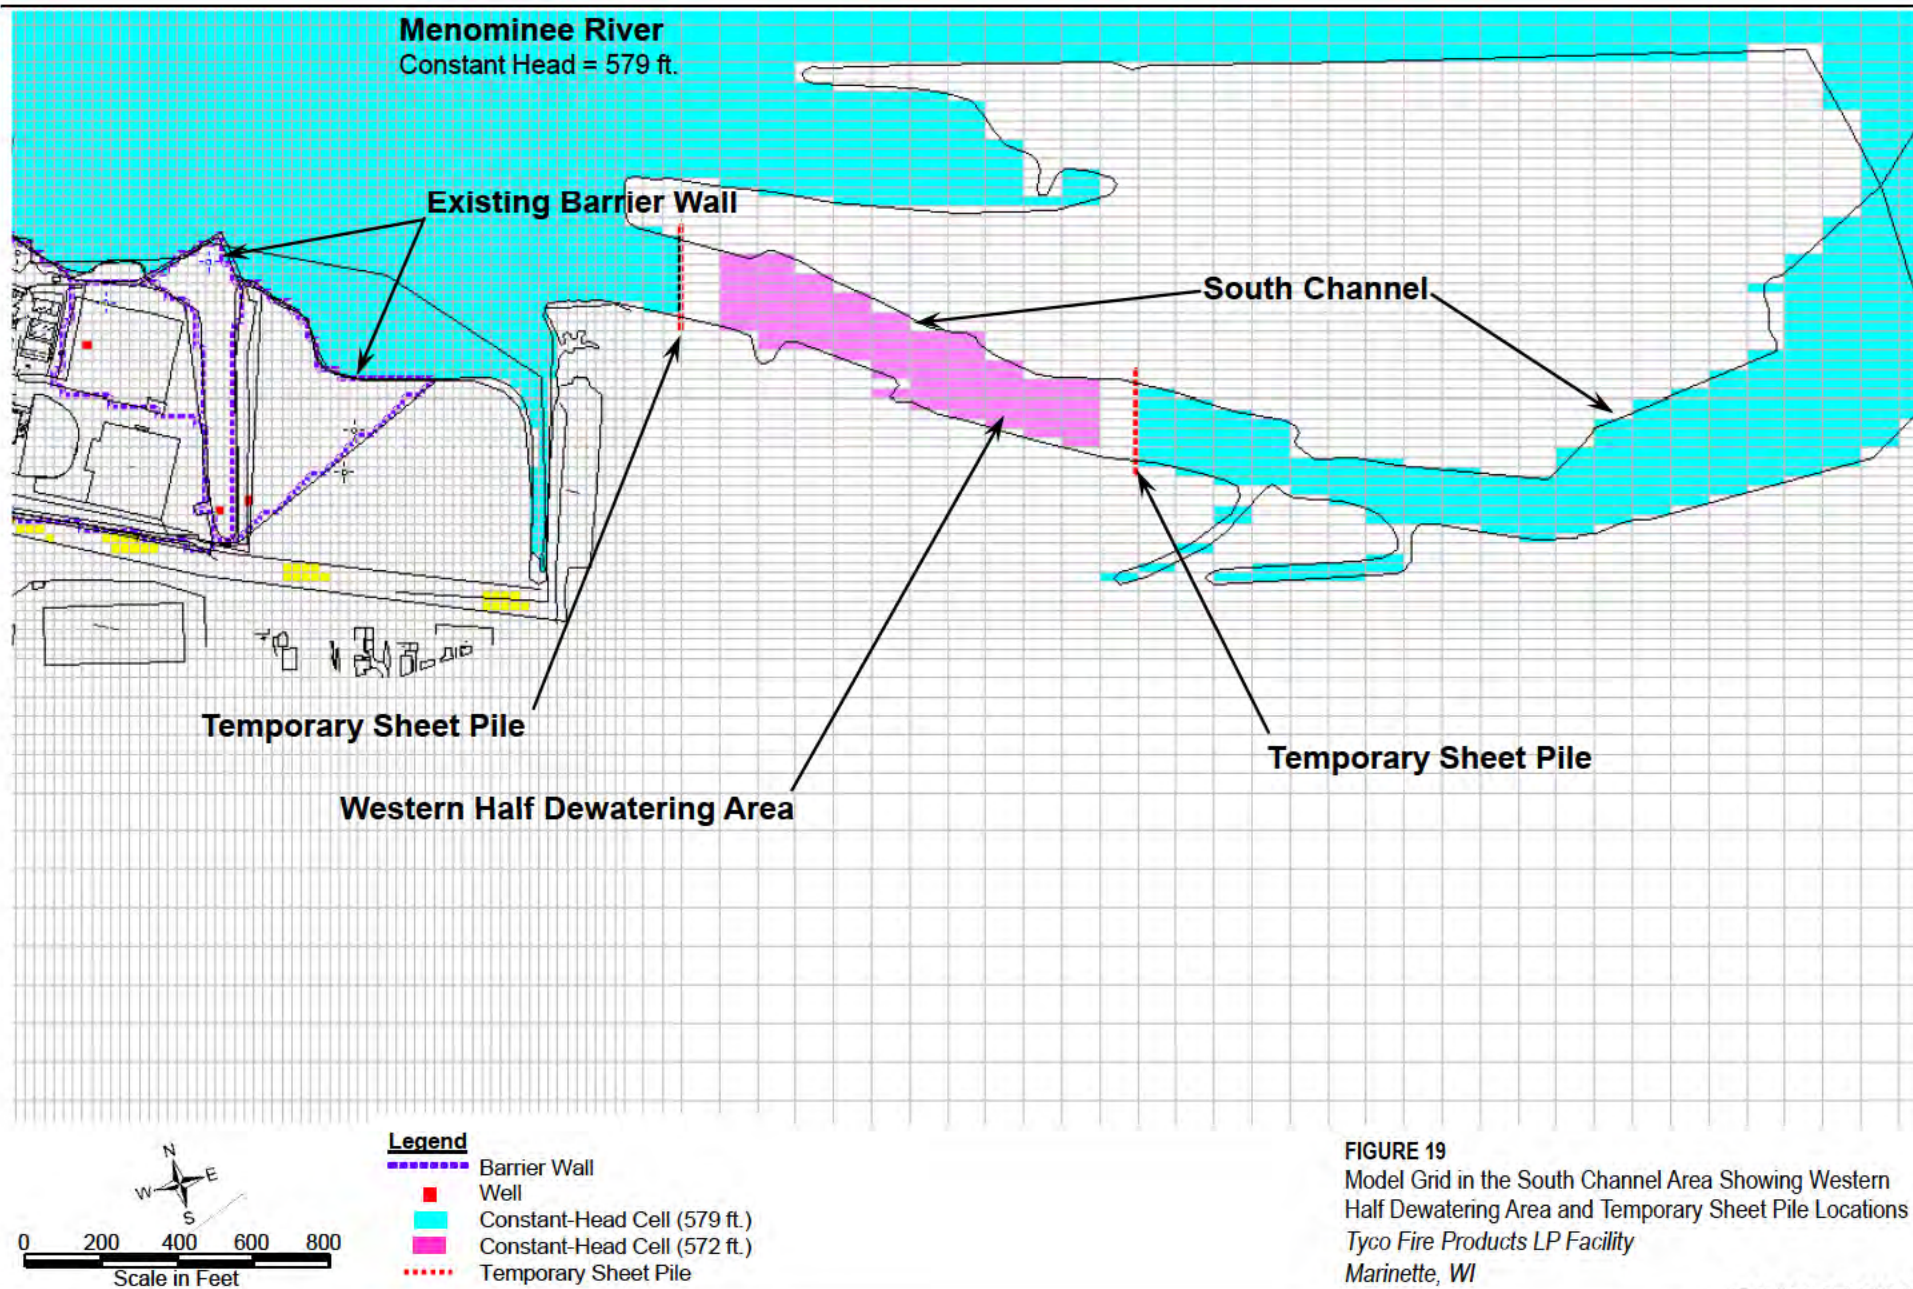 Menominee River
Constant Head = 579 ft.
Existing Barrier Wall
South Channel
Temporary Sheet Pile
Temporary Sheet Pile
Western Half Dewatering Area
N
W
E
S
0 200 400 600 800
Scale in Feet
Legend
Barrier Wall
Well
Constant-Head Cell (579 ft.)
Constant-Head Cell (572 ft.)
Temporary Sheet Pile
FIGURE 19
Model Grid in the South Channel Area Showing Western
Half Dewatering Area and Temporary Sheet Pile Locations
Tyco Fire Products LP Facility
Marinette, WI